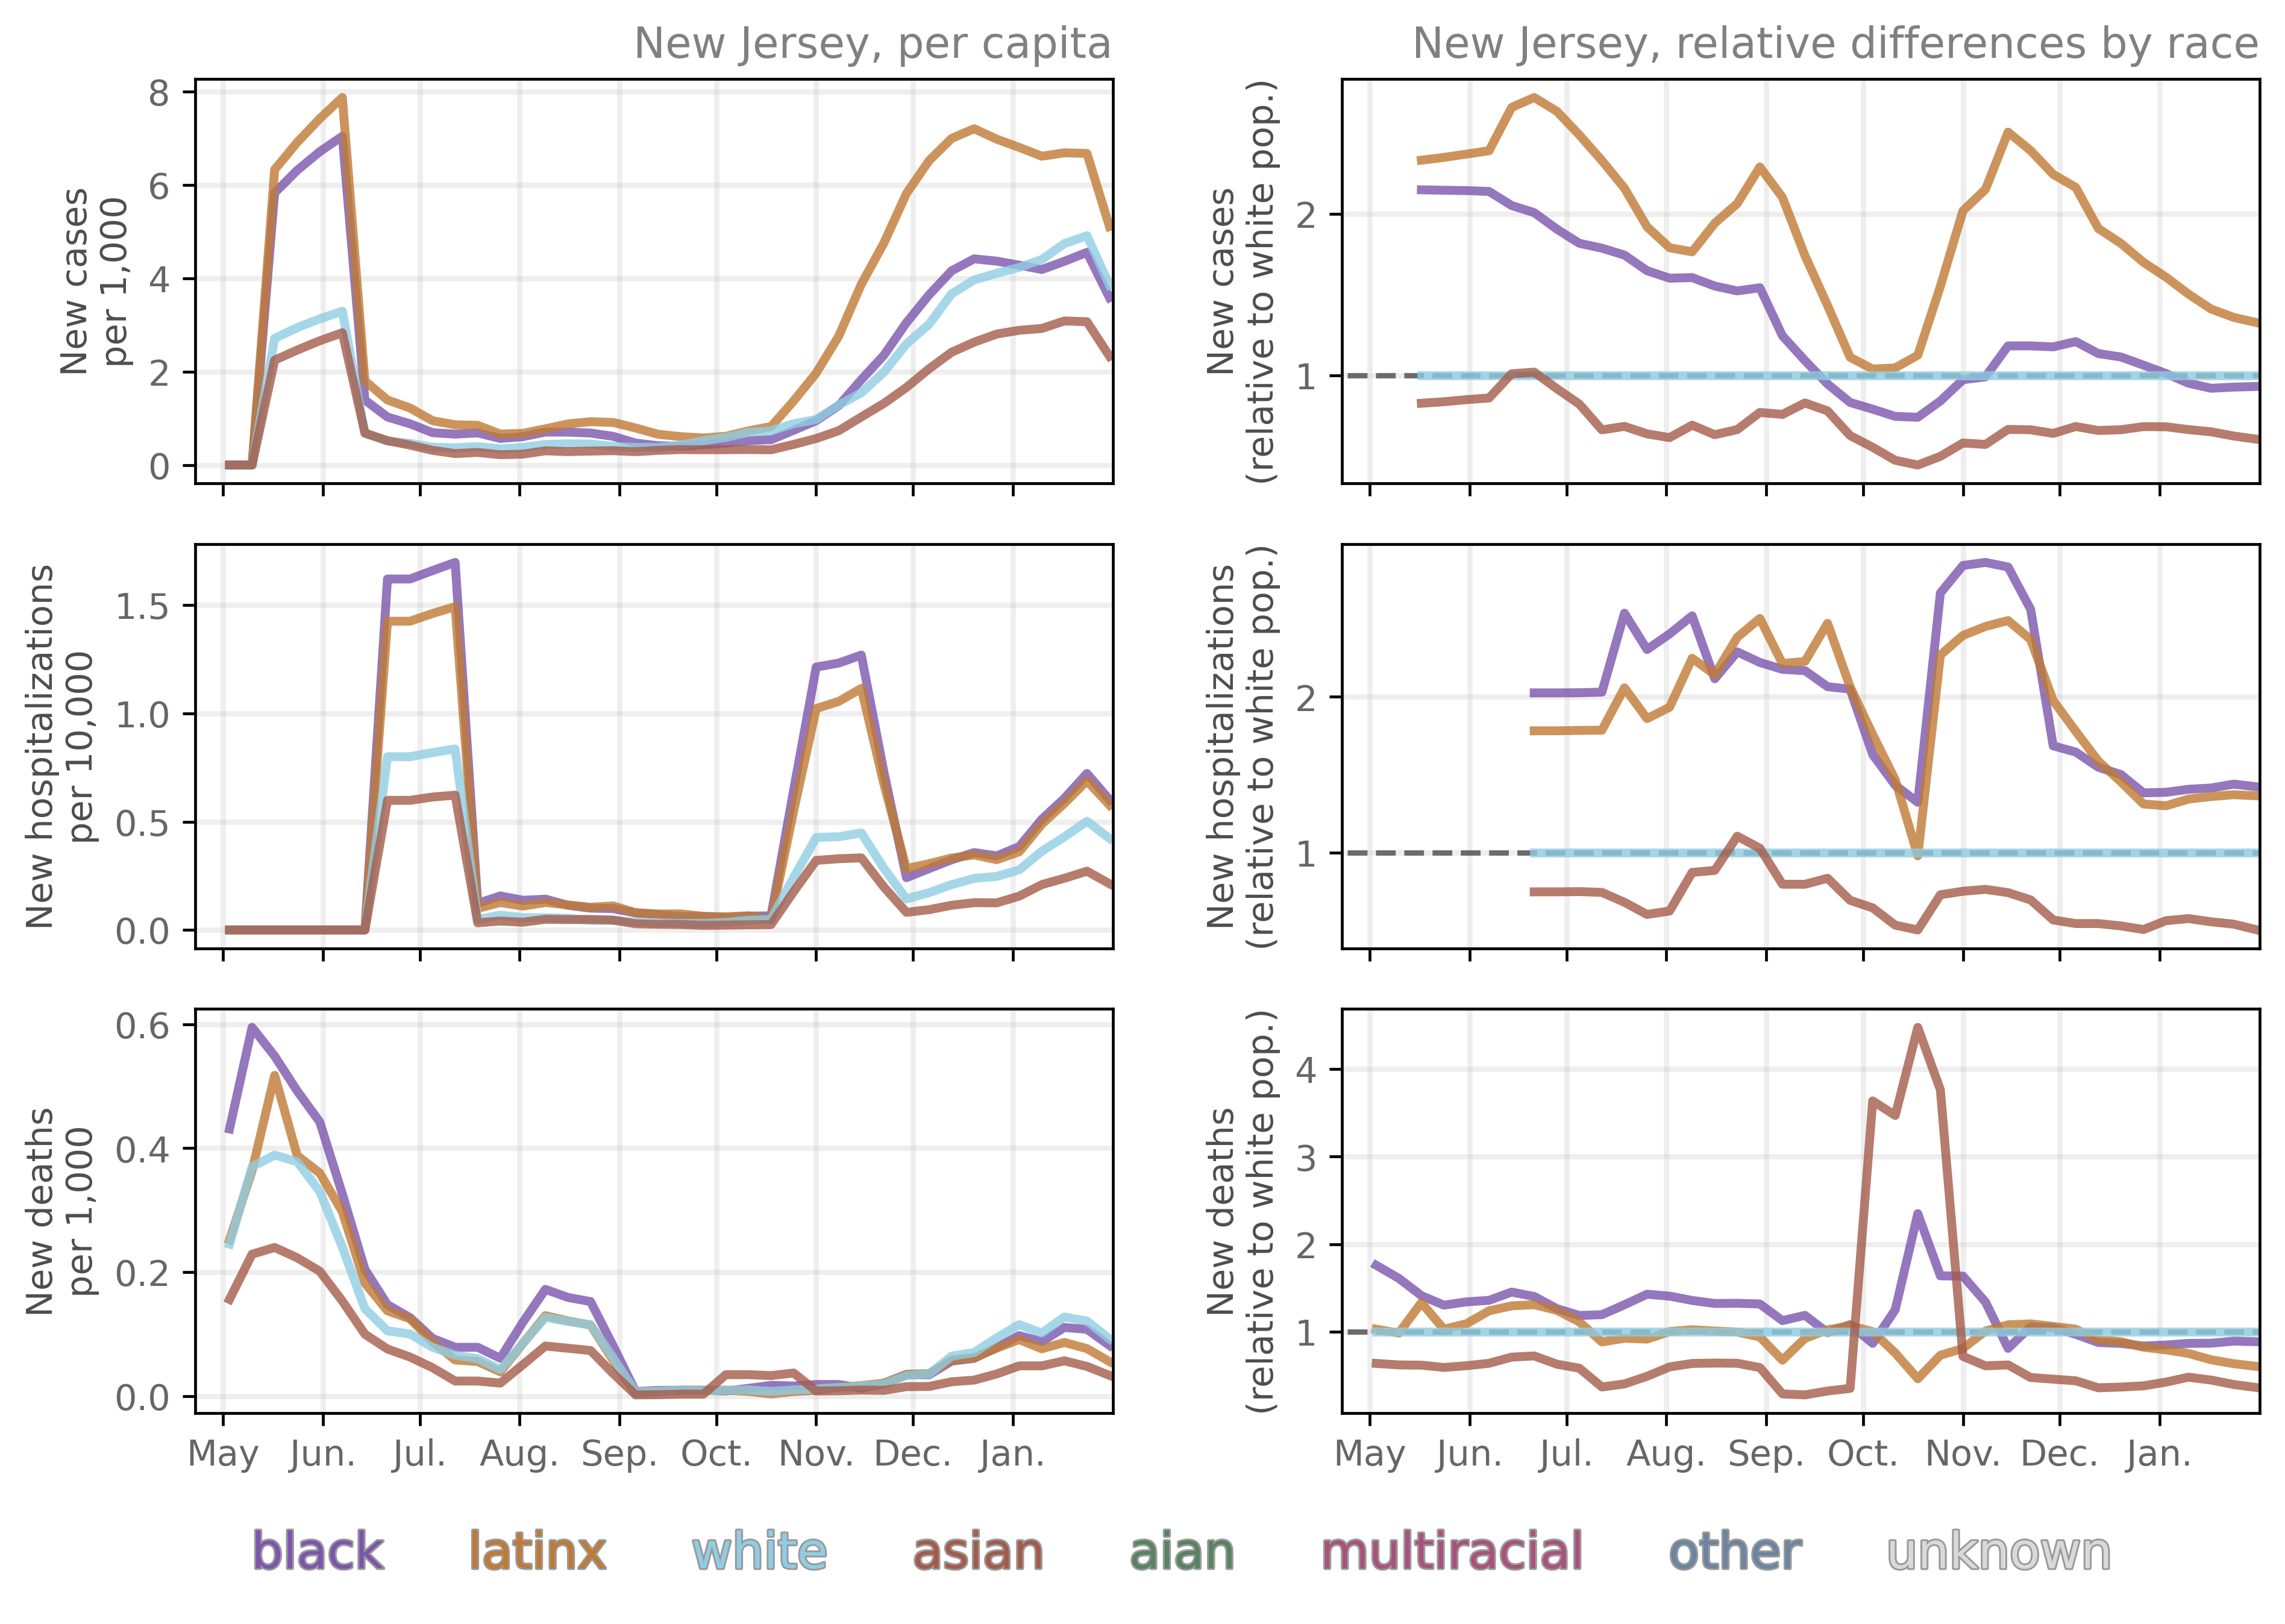 New Jersey, per capita
New Jersey, relative differences by race
New cases
per 1,000
8
6
4
2
0
New cases
(relative to white pop.)
2
1
New hospitalizations
per 10,000
1.5
1.0
0.5
0.0
New hospitalizations
(relative to white pop.)
2
1
New deaths
per 1,000
0.6
0.4
0.2
0.0
May Jun. Jul. Aug. Sep. Oct. Nov. Dec. Jan.
New deaths
(relative to white pop.)
4
3
2
1
May Jun. Jul. Aug. Sep. Oct. Nov. Dec. Jan.
black latinx white asian aian multiracial other unknown